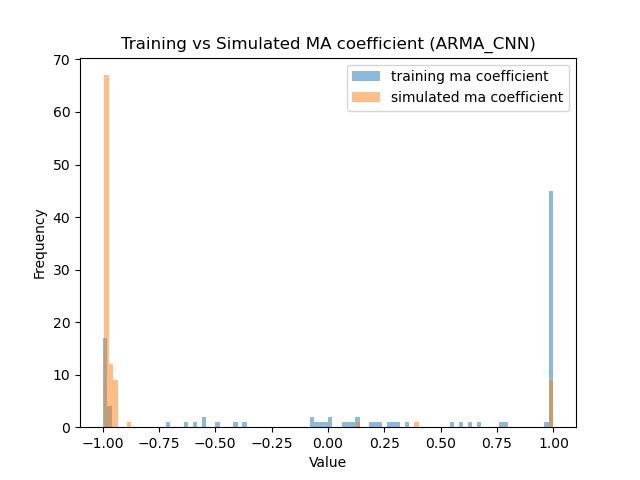 Training vs Simulated MA coefficient (ARMA_CNN)
training ma coefficient
simulated ma coefficient
Frequency
70
60
50
40
30
20
10
0
−1.00 −0.75 −0.50 −0.25 0.00 0.25 0.50 0.75 1.00
Value